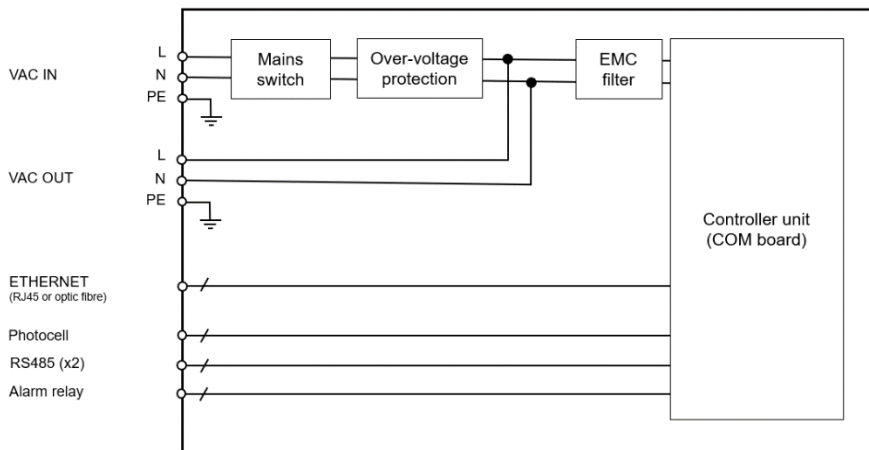 VAC IN
L
N
PE
Mains
switch
Over-voltage
protection
EMC
filter
VAC OUT
L
N
PE
Controller unit
(COM board)
ETHERNET
(RJ45 or optic fibre)
Photocell
RS485 (x2)
Alarm relay